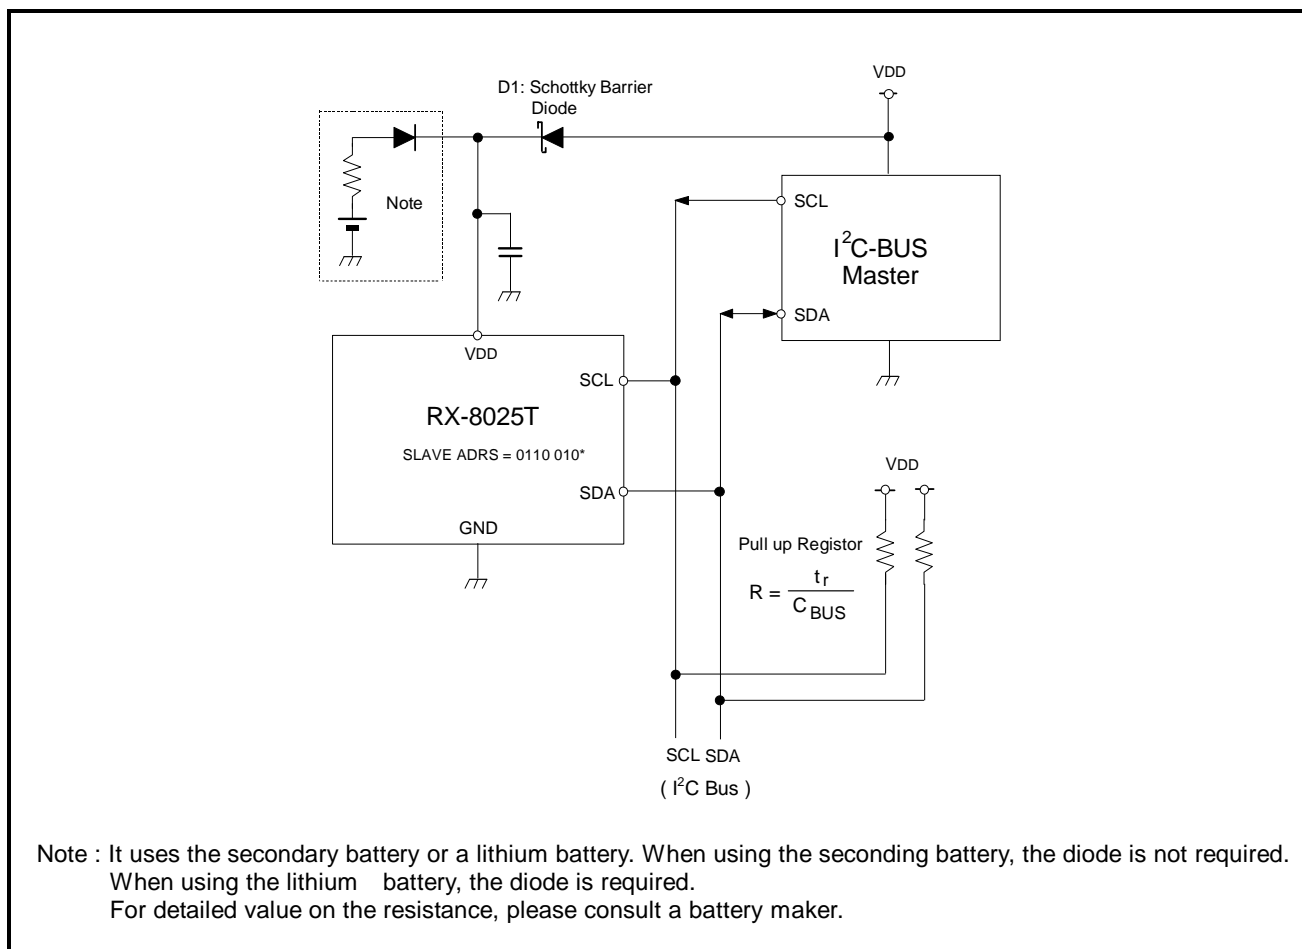 VDD
D1: Schottky Barrier
Diode
Note
SCL
I²C-BUS
Master
SDA
VDD
SCL
RX-8025T
SLAVE ADRS = 0110 010*
SDA
GND
VDD
Pull up Registor
R = tr / CBUS
SCL SDA
( I²C Bus )
Note : It uses the secondary battery or a lithium battery. When using the seconding battery, the diode is not required.
When using the lithium battery, the diode is required.
For detailed value on the resistance, please consult a battery maker.